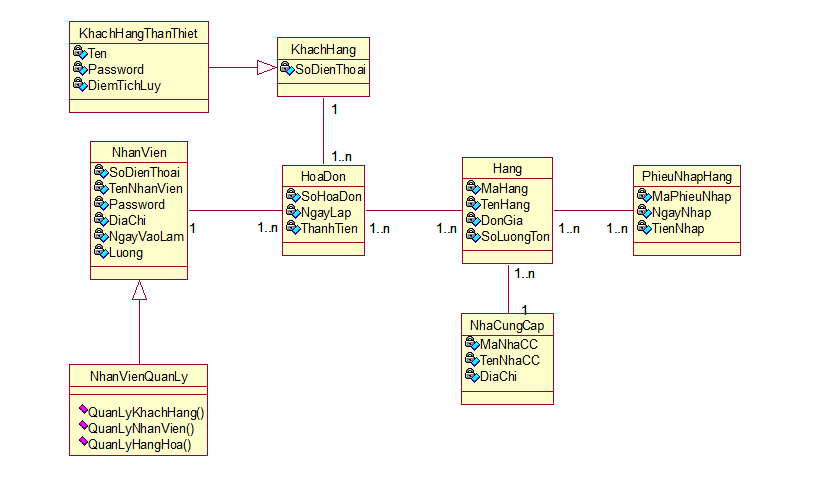 KhachHangThanThiet
Ten
Password
DiemTichLuy
KhachHang
SoDienThoai
1
1..n
NhanVien
SoDienThoai
TenNhanVien
Password
DiaChi
NgayVaoLam
Luong
1
1..n
HoaDon
SoHoaDon
NgayLap
ThanhTien
1..n
1..n
Hang
MaHang
TenHang
DonGia
SoLuongTon
1..n
1..n
PhieuNhapHang
MaPhieuNhap
NgayNhap
TienNhap
1..n
1
NhaCungCap
MaNhaCC
TenNhaCC
DiaChi
NhanVienQuanLy
QuanLyKhachHang()
QuanLyNhanVien()
QuanLyHangHoa()